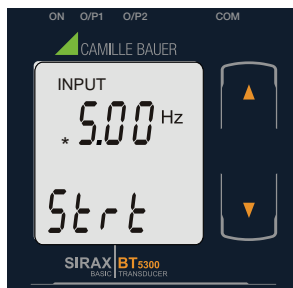 ON O/P1 O/P2 COM
CAMILLE BAUER
INPUT
* 5.00 Hz
Strt
SIRAX BT5300
BASIC TRANSDUCER